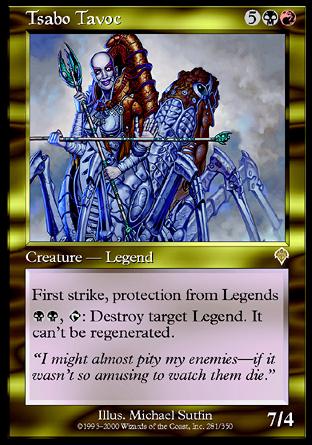 Tsabo Tavoc 5
Creature — Legend
First strike, protection from Legends
: Destroy target Legend. It
can't be regenerated.
"I might almost pity my enemies—if it
wasn't so amusing to watch them die."
Illus. Michael Sutfin
©1993-2000 Wizards of the Coast, Inc. 281/350
7/4